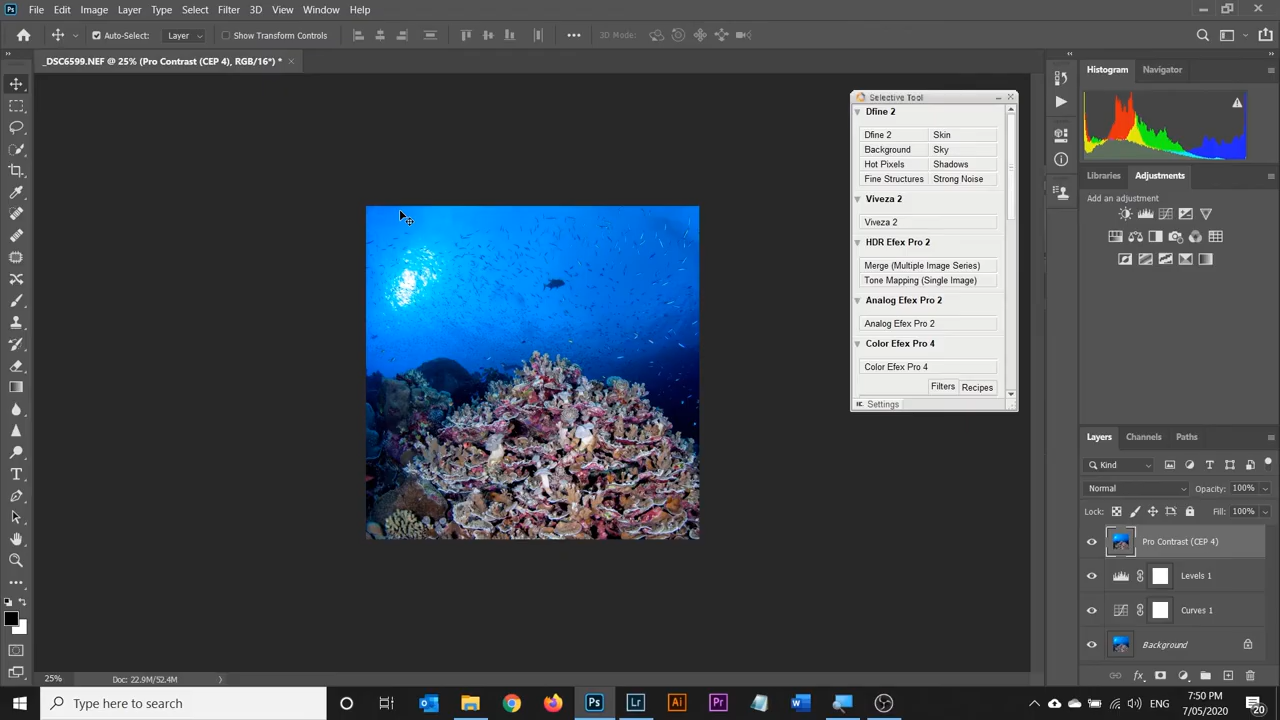 Ps File Edit Image Layer Type Select Filter 3D View Window Help
Auto-Select: Layer Show Transform Controls 3D Mode:
_DSC6599.NEF @ 25% (Pro Contrast (CEP 4), RGB/16*) *
Histogram Navigator
Selective Tool
Dfine 2
Dfine 2 Skin
Background Sky
Hot Pixels Shadows
Fine Structures Strong Noise
Viveza 2
Viveza 2
HDR Efex Pro 2
Merge (Multiple Image Series)
Tone Mapping (Single Image)
Analog Efex Pro 2
Analog Efex Pro 2
Color Efex Pro 4
Color Efex Pro 4
Filters Recipes
Settings
Libraries Adjustments
Add an adjustment
Layers Channels Paths
Kind
Normal Opacity: 100%
Lock: Fill: 100%
Pro Contrast (CEP 4)
Levels 1
Curves 1
Background
25% Doc: 22.9M/52.4M
Type here to search
Ps Lr Ai Pr
ENG
7:50 PM
7/05/2020
20